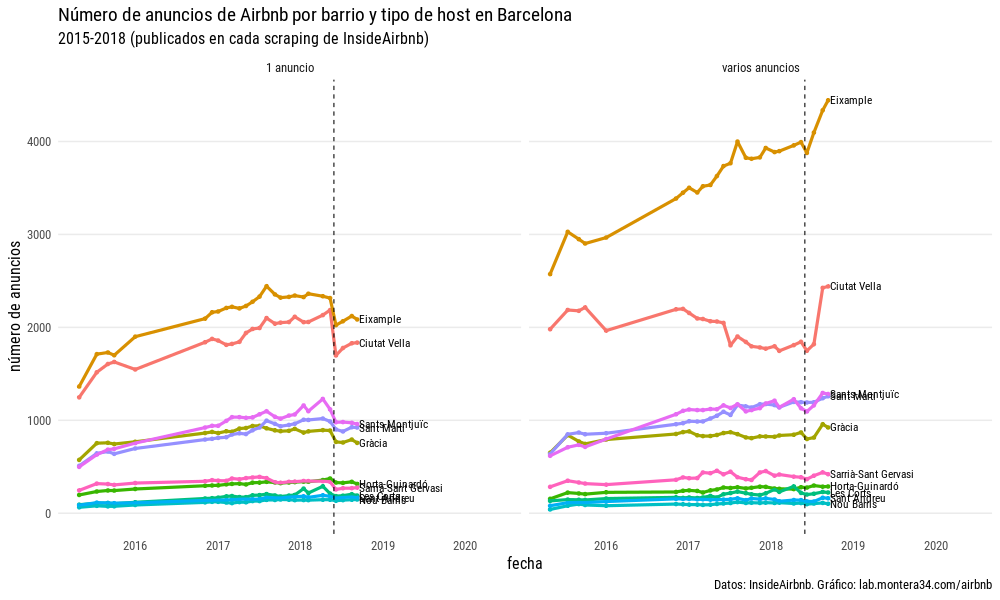 Número de anuncios de Airbnb por barrio y tipo de host en Barcelona
2015-2018 (publicados en cada scraping de InsideAirbnb)
1 anuncio
varios anuncios
número de anuncios
4000
3000
2000
1000
0
Eixample
Ciutat Vella
Sants-Montjuïc
Sant Martí
Gràcia
Horta-Guinardó
Sarrià-Sant Gervasi
Les Corts
Sant Andreu
Nou Barris
Eixample
Ciutat Vella
Sants-Montjuïc
Sant Martí
Gràcia
Sarrià-Sant Gervasi
Horta-Guinardó
Les Corts
Sant Andreu
Nou Barris
2016 2017 2018 2019 2020
2016 2017 2018 2019 2020
fecha
Datos: InsideAirbnb. Gráfico: lab.montera34.com/airbnb